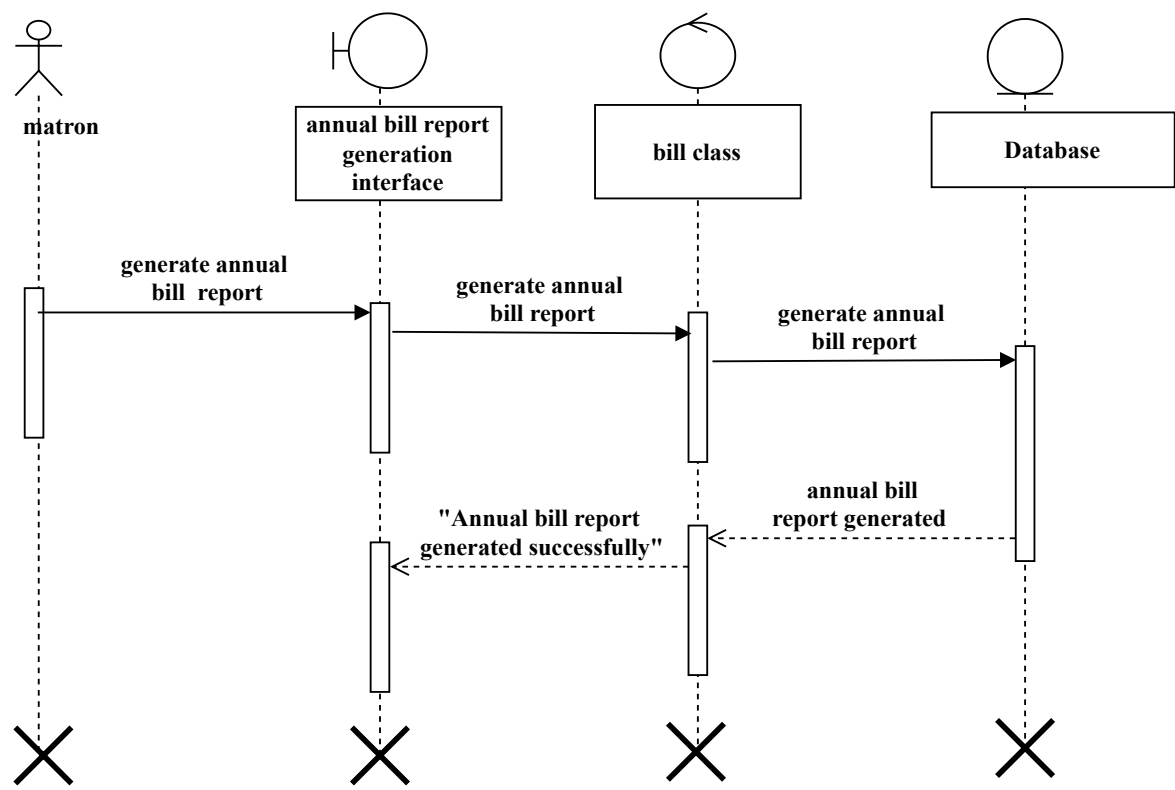 matron
annual bill report
generation
interface
bill class
Database
generate annual
bill report
generate annual
bill report
generate annual
bill report
annual bill
report generated
"Annual bill report
generated successfully"